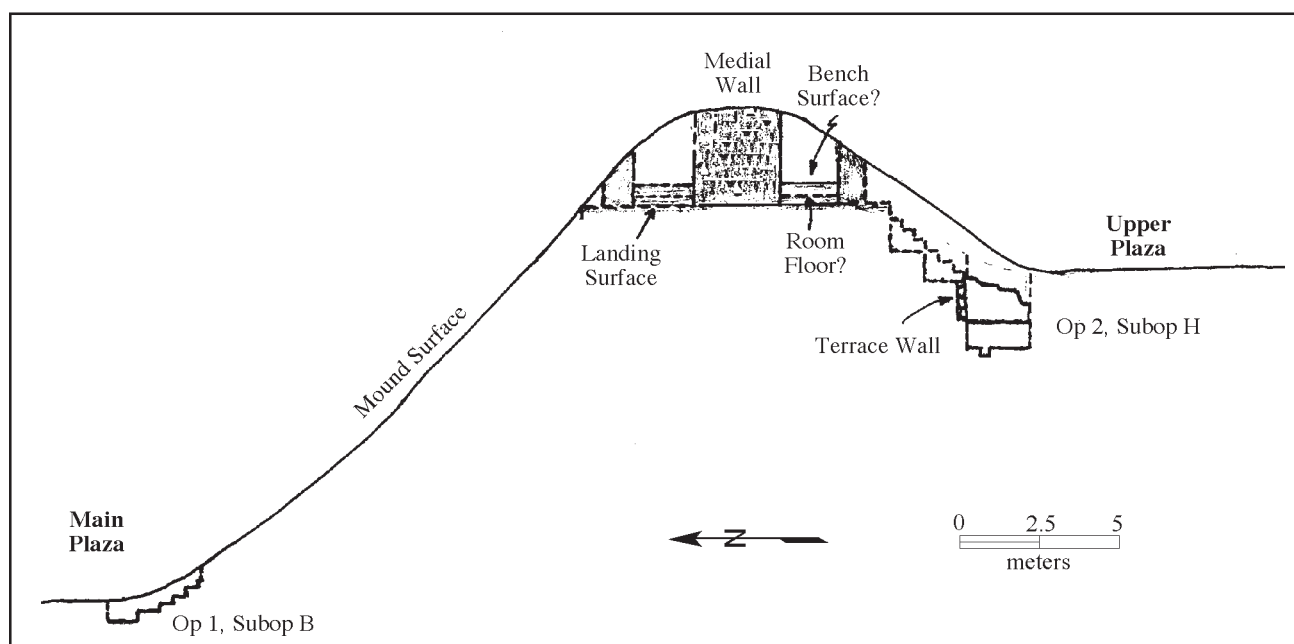 Medial
Wall
Bench
Surface?
Landing
Surface
Room
Floor?
Upper
Plaza
Terrace Wall
Op 2, Subop H
Mound Surface
Main
Plaza
Op 1, Subop B
N
0 2.5 5
meters